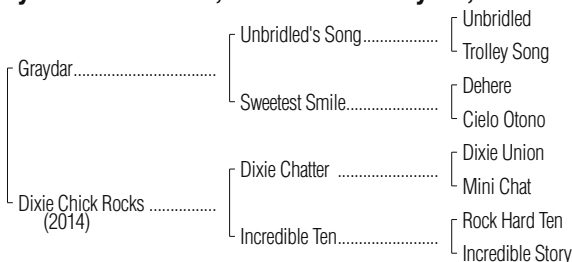 Unbridled
Unbridled's Song....................
Trolley Song
Graydar......................................
Dehere
Sweetest Smile........................
Cielo Otono
Dixie Union
Dixie Chatter ..........................
Mini Chat
Dixie Chick Rocks ..................
(2014)
Rock Hard Ten
Incredible Ten..........................
Incredible Story